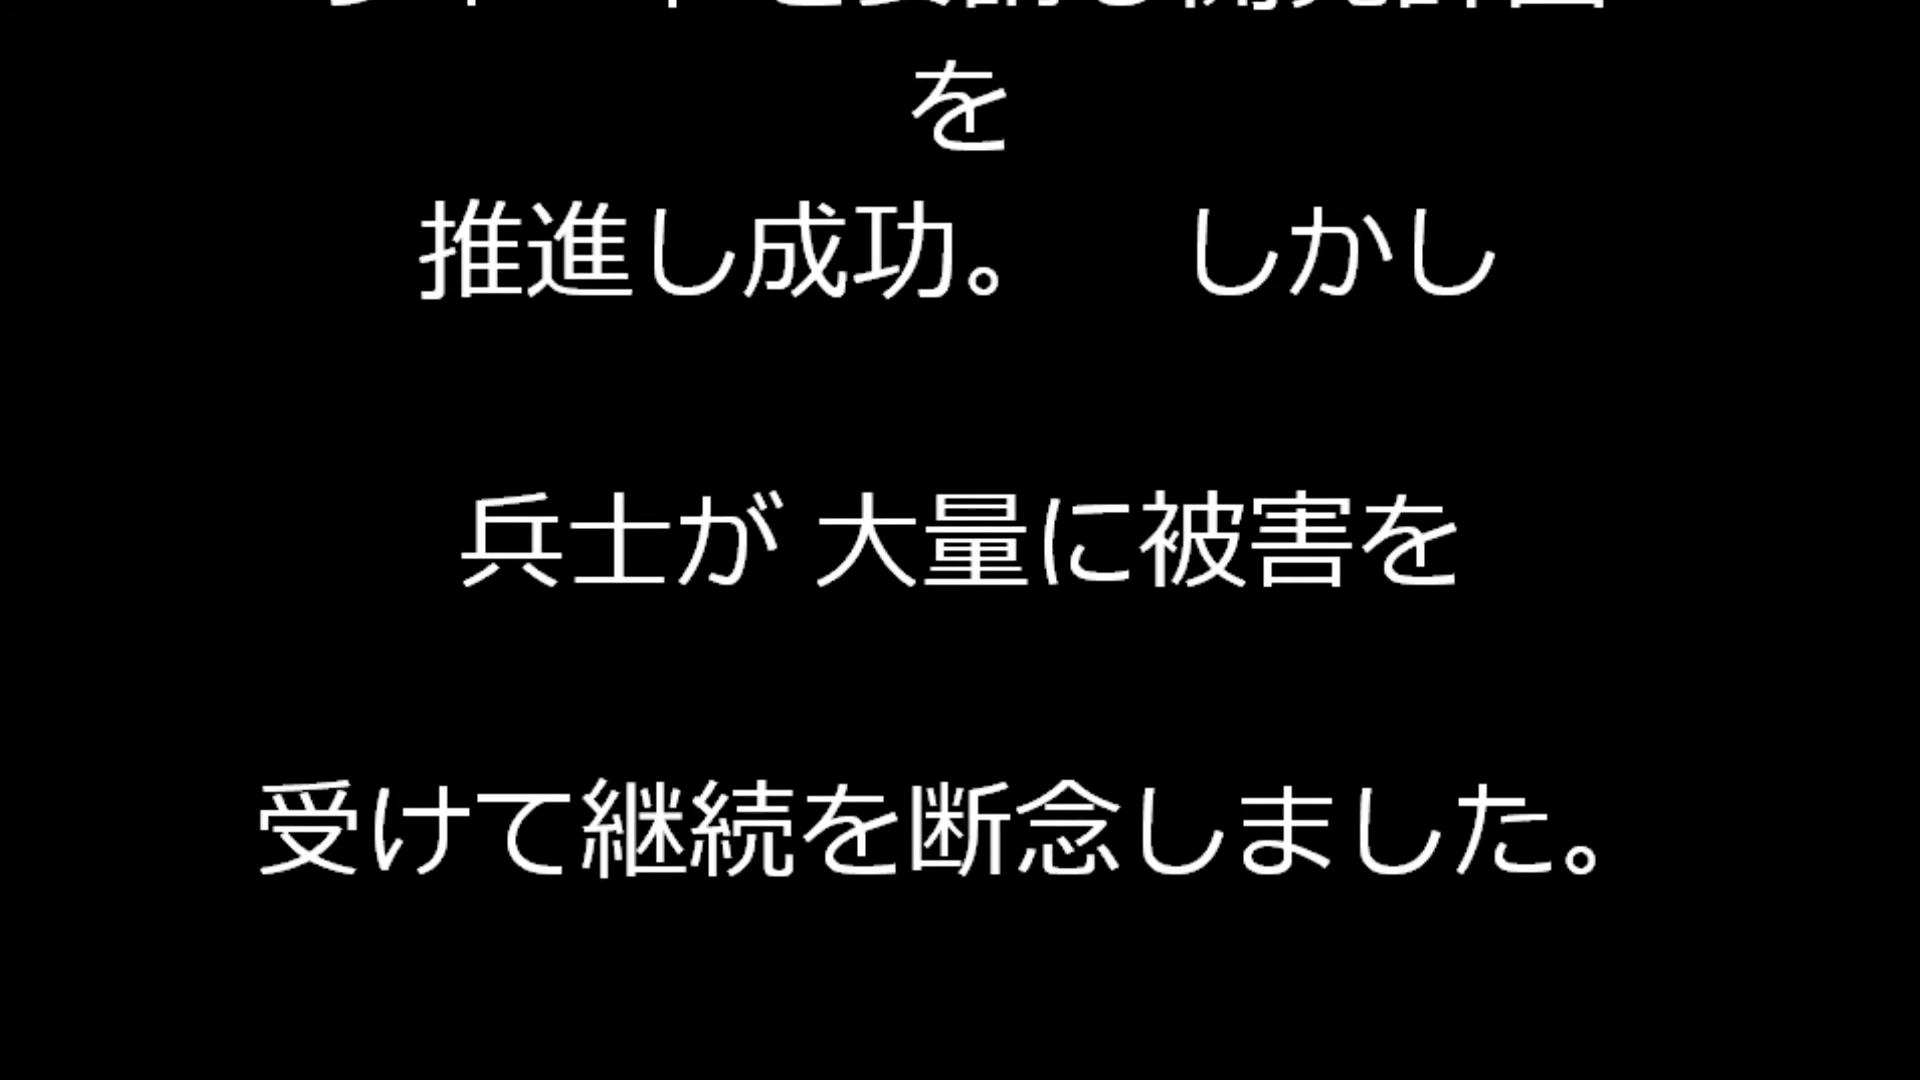 を
推進し成功。　しかし
兵士が 大量に被害を
受けて継続を断念しました。